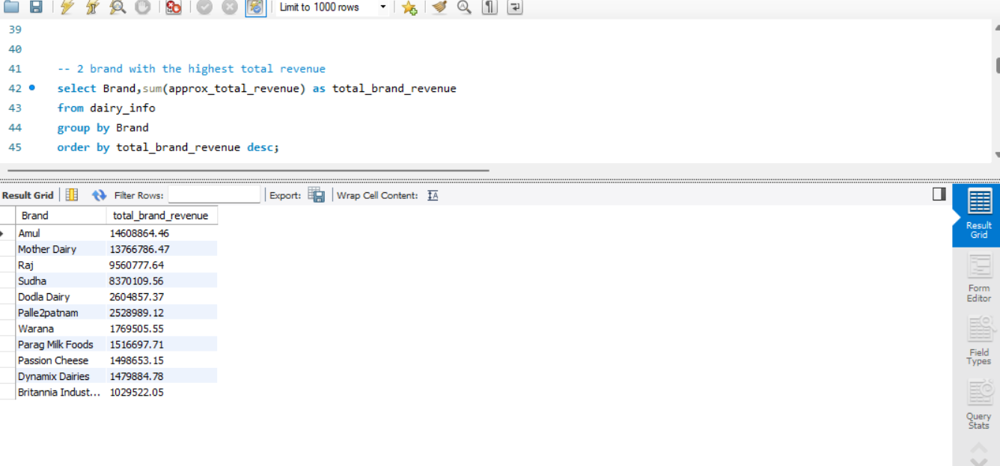 Limit to 1000 rows
39
40
41 -- 2 brand with the highest total revenue
42 select Brand,sum(approx_total_revenue) as total_brand_revenue
43 from dairy_info
44 group by Brand
45 order by total_brand_revenue desc;
Result Grid Filter Rows: Export: Wrap Cell Content:
Brand total_brand_revenue
Amul 14608864.46
Mother Dairy 13766786.47
Raj 9560777.64
Sudha 8370109.56
Dodla Dairy 2604857.37
Palle2patnam 2528989.12
Warana 1769505.55
Parag Milk Foods 1516697.71
Passion Cheese 1498653.15
Dynamix Dairies 1479884.78
Britannia Indust... 1029522.05
Result
Grid
Form
Editor
Field
Types
Query
Stats